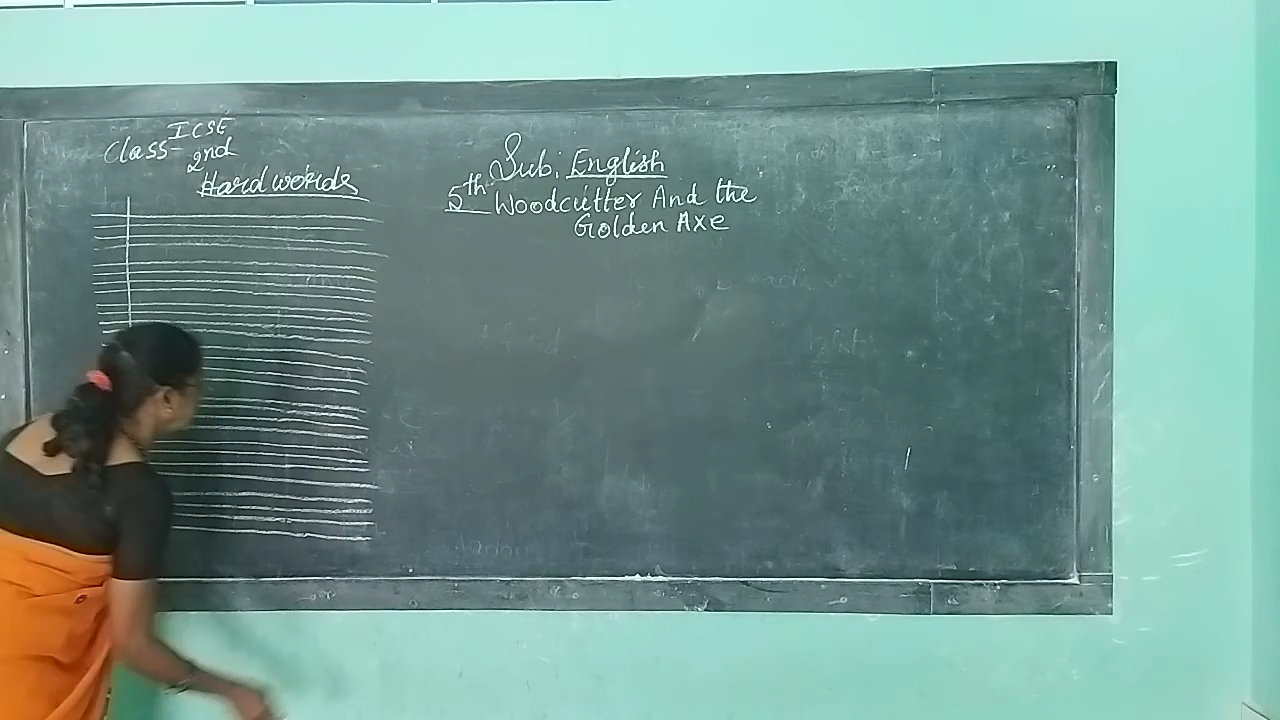 ICSE
Class- 2nd
Hard words
Sub: English
5th Woodcutter And the
Golden Axe